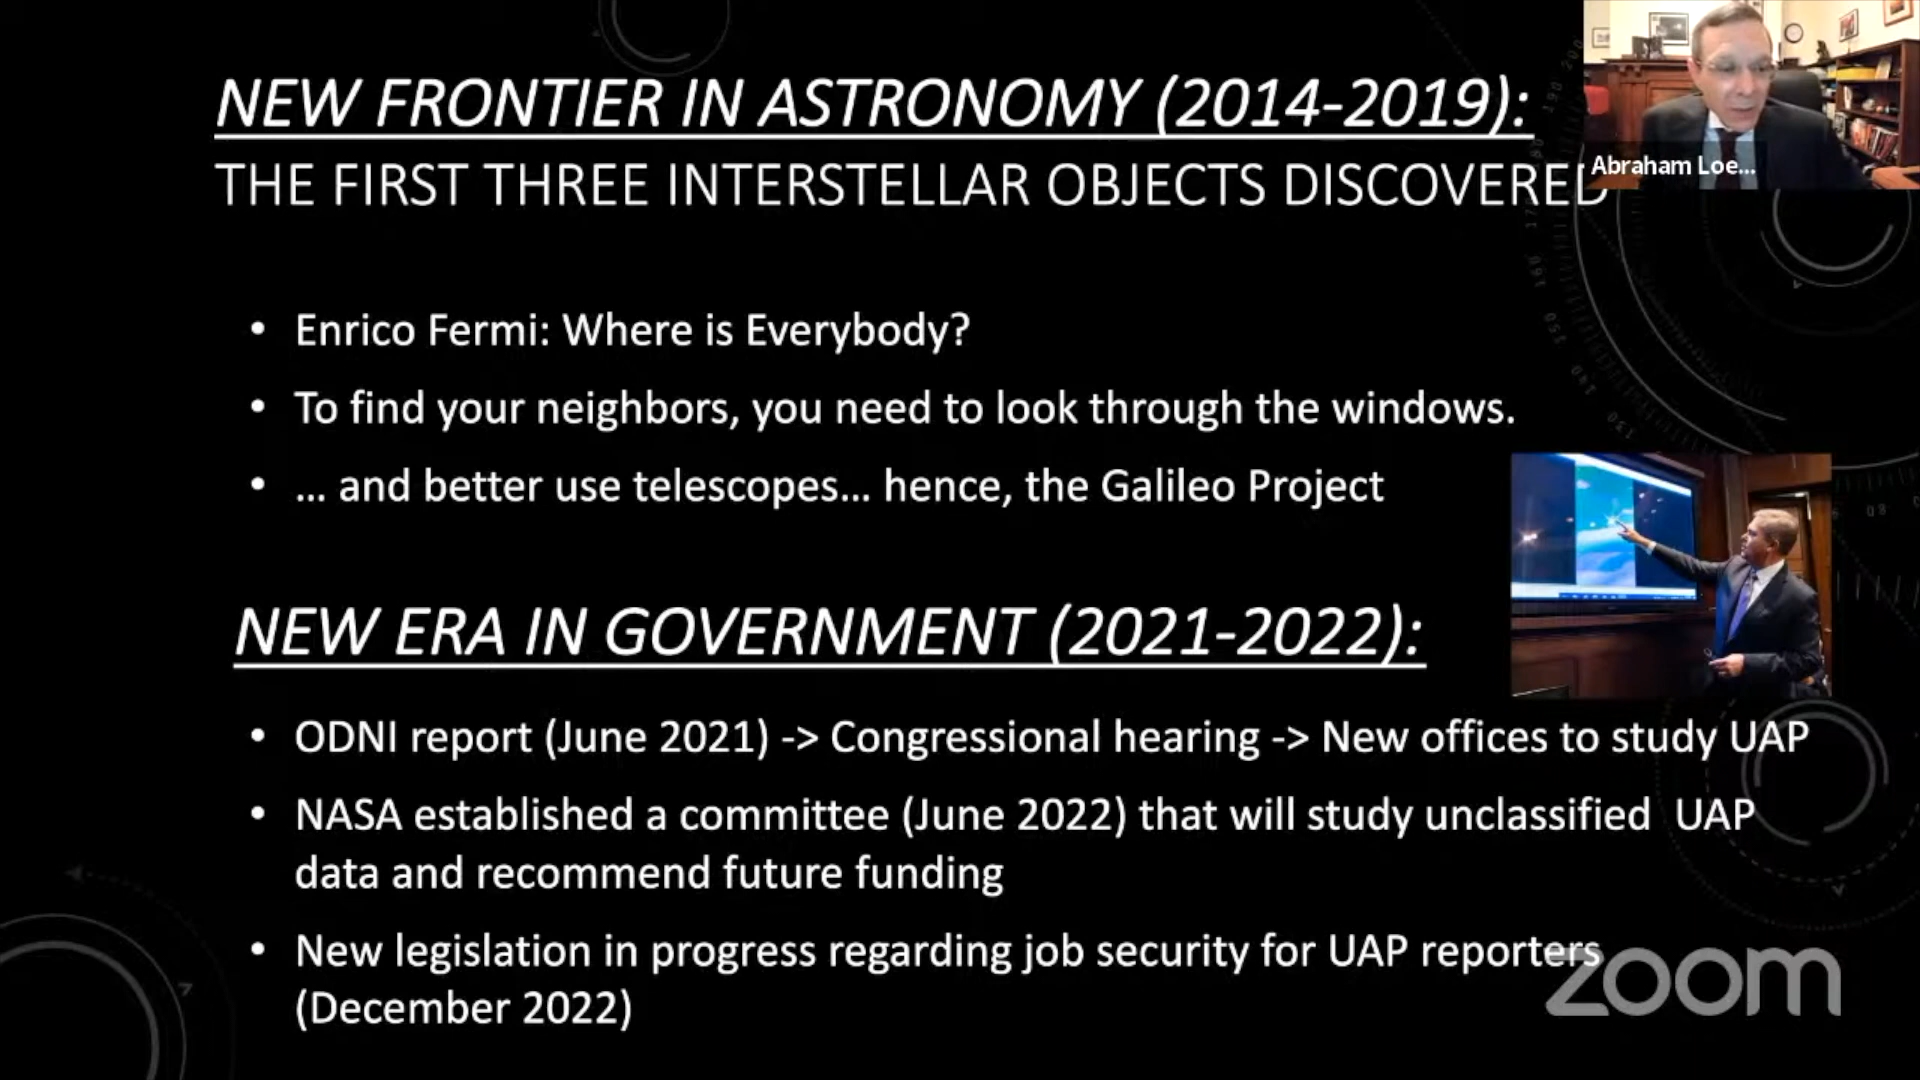 NEW FRONTIER IN ASTRONOMY (2014-2019):
THE FIRST THREE INTERSTELLAR OBJECTS DISCOVERED
Abraham Loe...
• Enrico Fermi: Where is Everybody?
• To find your neighbors, you need to look through the windows.
• ... and better use telescopes... hence, the Galileo Project
NEW ERA IN GOVERNMENT (2021-2022):
• ODNI report (June 2021) -> Congressional hearing -> New offices to study UAP
• NASA established a committee (June 2022) that will study unclassified  UAP
data and recommend future funding
• New legislation in progress regarding job security for UAP reporters
(December 2022)
zoom